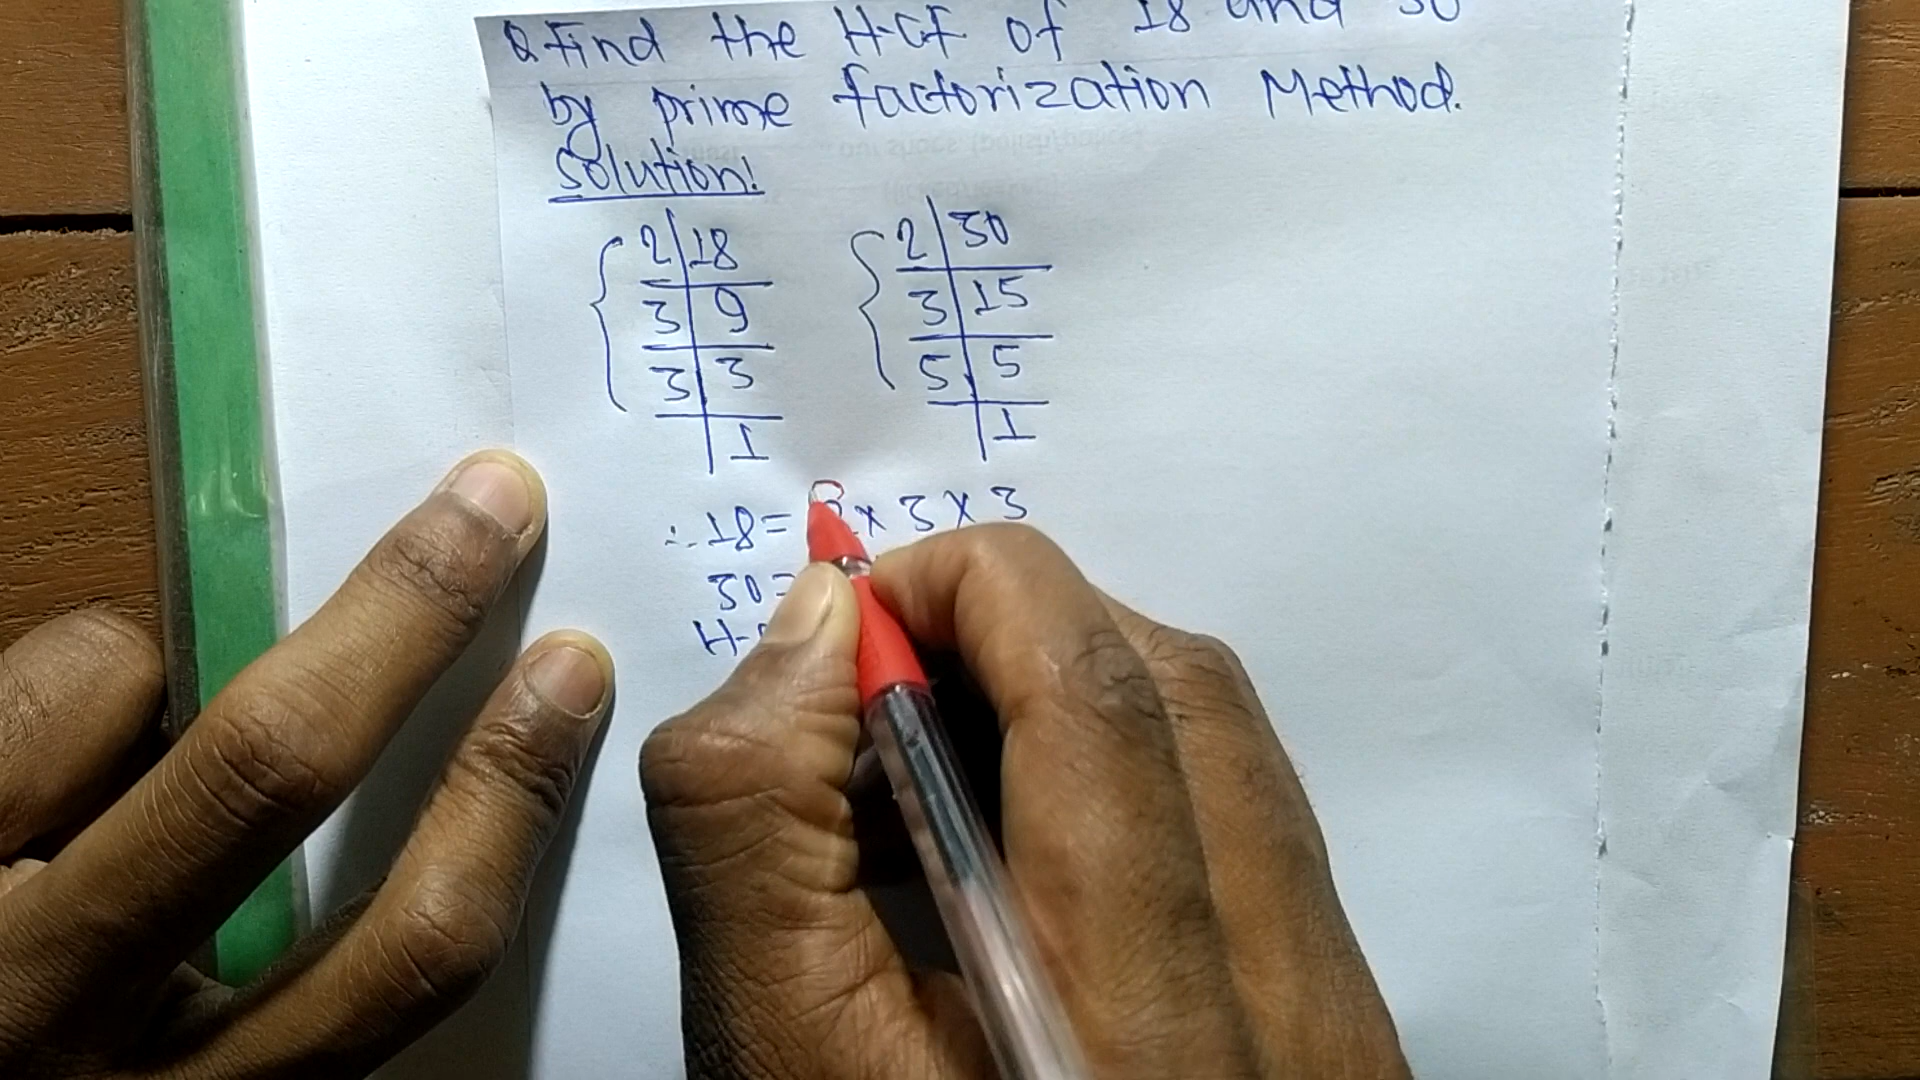 Q Find the H.C.F of 18 and 30
by prime factorization Method.
Solution:
2 18 2 30
3 9 3 15
3 3 5 5
1 1
∴ 18 = 2 x 3 x 3
30 =
H-